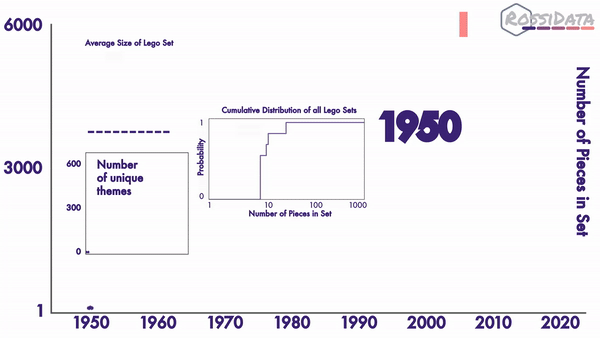 6000
RossiData
Average Size of Lego Set
Cumulative Distribution of all Lego Sets
1950
1
Probability
0
1
10
100
1000
Number of Pieces in Set
Number
of unique
themes
600
300
0
3000
1
Number of Pieces in Set
1950 1960 1970 1980 1990 2000 2010 2020